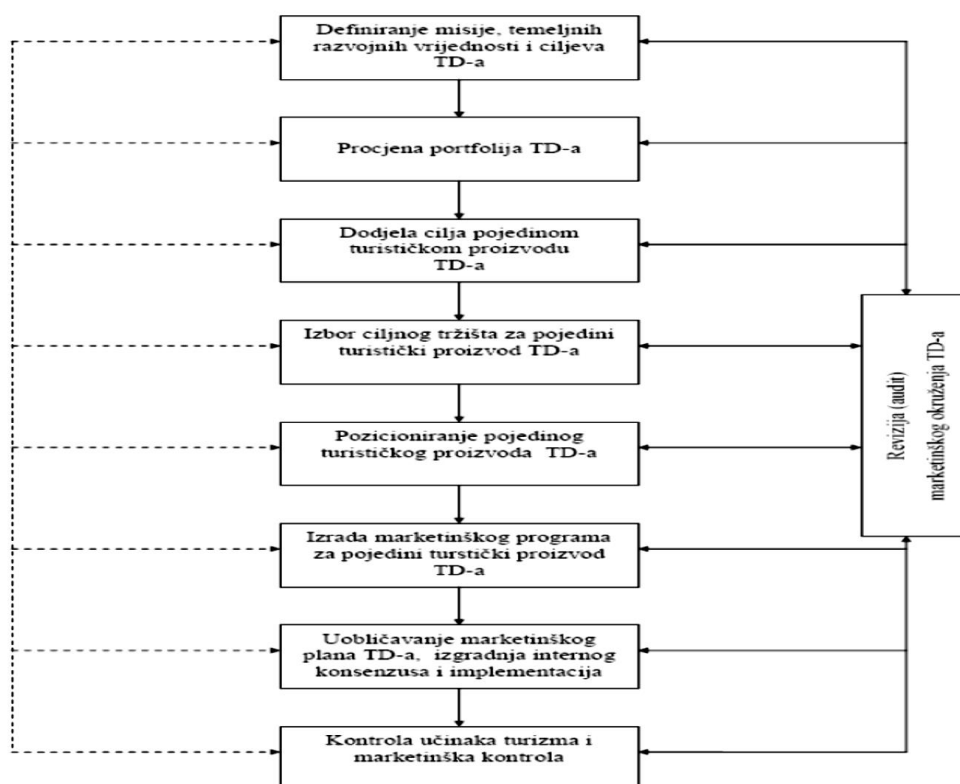 Definiranje misije, temeljnih
razvojnih vrijednosti i ciljeva
TD-a
Procjena portfolija TD-a
Dodjela cilja pojedinom
turističkom proizvodu
TD-a
Izbor ciljnog tržišta za pojedini
turistički proizvod TD-a
Pozicioniranje pojedinog
turističkog proizvoda TD-a
Izrada marketinškog programa
za pojedini turstički proizvod
TD-a
Uobličavanje marketinškog
plana TD-a, izgradnja internog
konsenzusa i implementacija
Kontrola učinaka turizma i
marketinška kontrola
Revizija (audit)
marketinškog okruženja TD-a